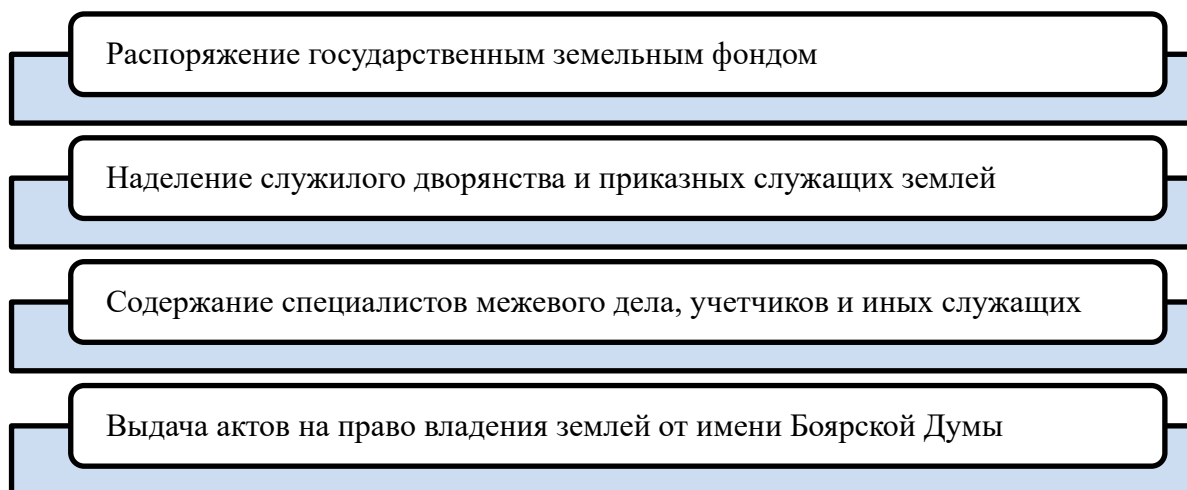 Распоряжение государственным земельным фондом
Наделение служилого дворянства и приказных служащих землей
Содержание специалистов межевого дела, учетчиков и иных служащих
Выдача актов на право владения землей от имени Боярской Думы